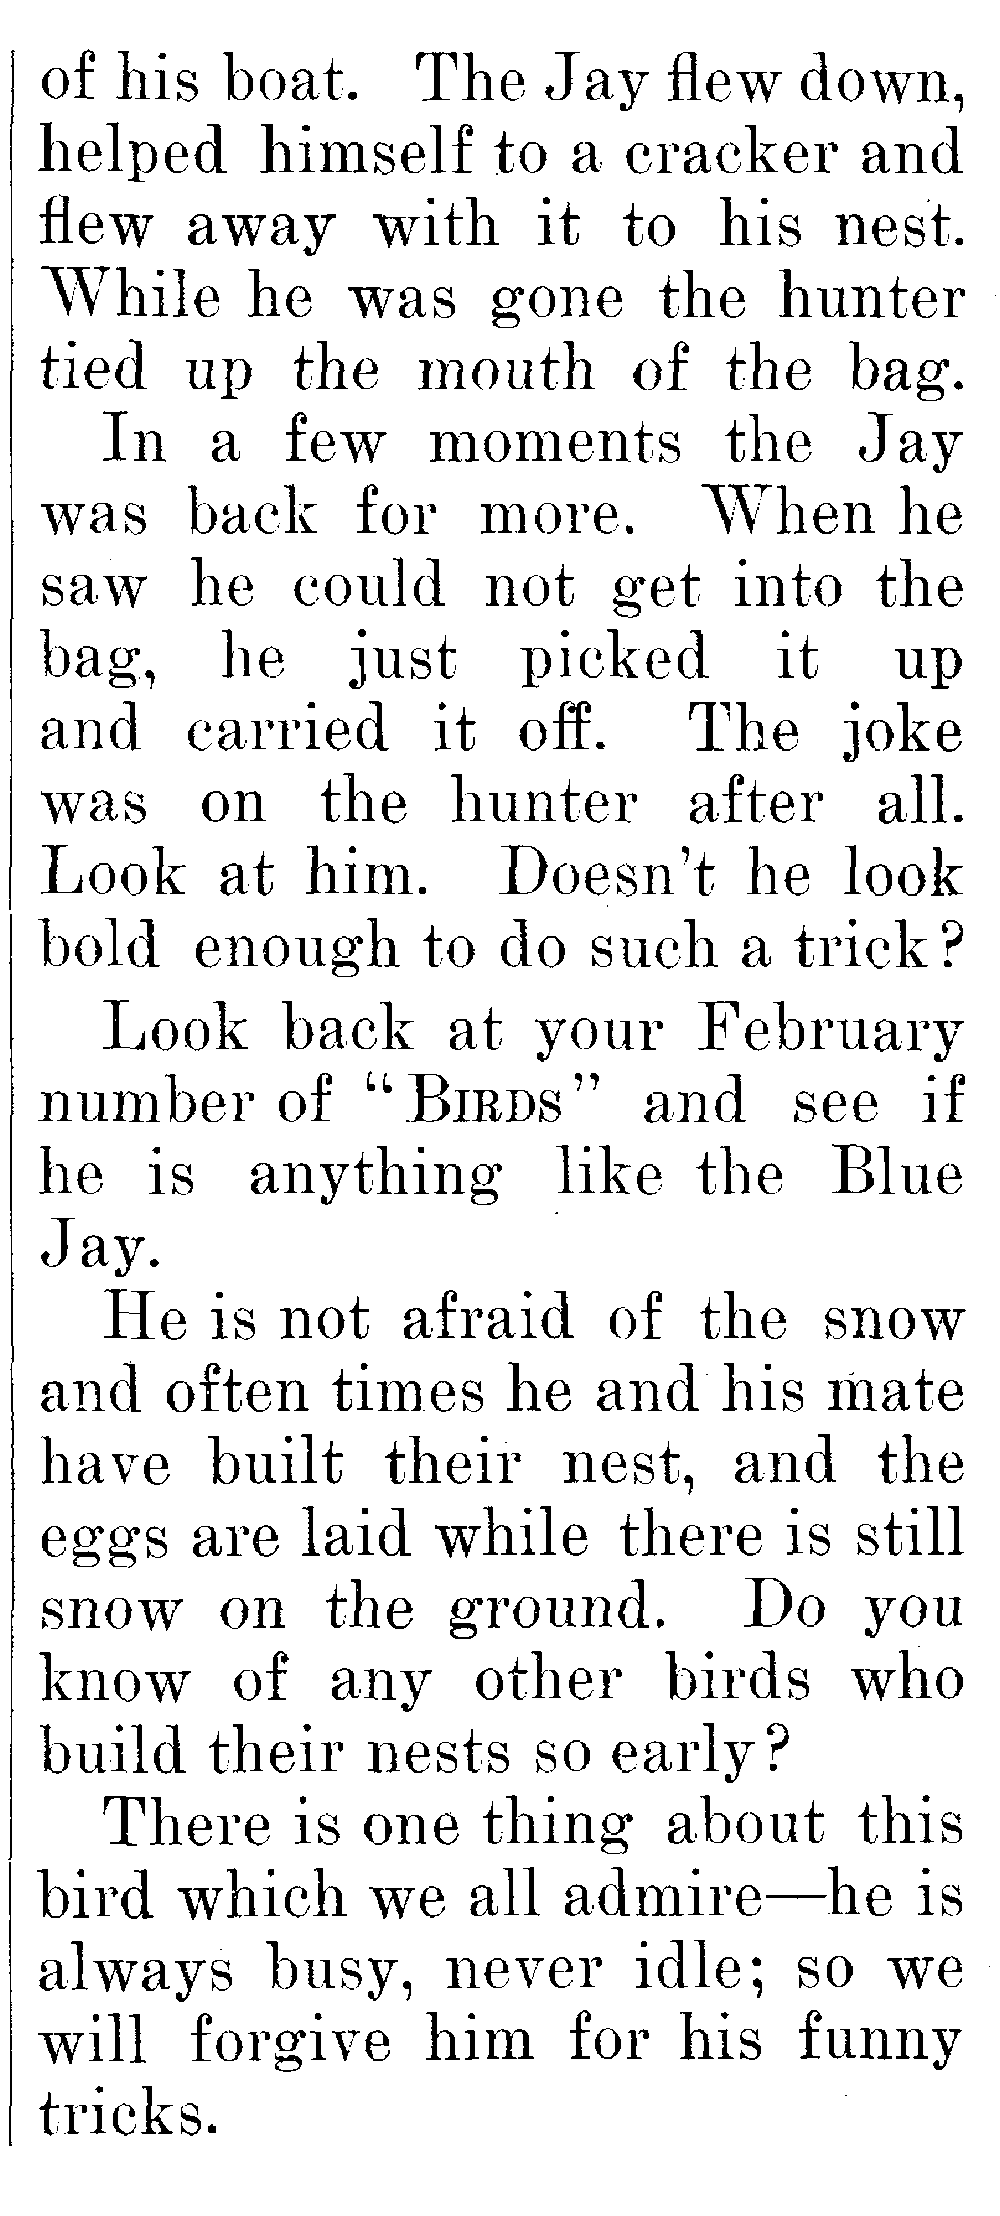 of his boat. The Jay flew down,
helped himself to a cracker and
flew away with it to his nest.
While he was gone the hunter
tied up the mouth of the bag.
In a few moments the Jay
was back for more. When he
saw he could not get into the
bag, he just picked it up
and carried it off. The joke
was on the hunter after all.
Look at him. Doesn't he look
bold enough to do such a trick?
Look back at your February
number of “BIRDS” and see if
he is anything like the Blue
Jay.
He is not afraid of the snow
and often times he and his mate
have built their nest, and the
eggs are laid while there is still
snow on the ground. Do you
know of any other birds who
build their nests so early?
There is one thing about this
bird which we all admire—he is
always busy, never idle; so we
will forgive him for his funny
tricks.